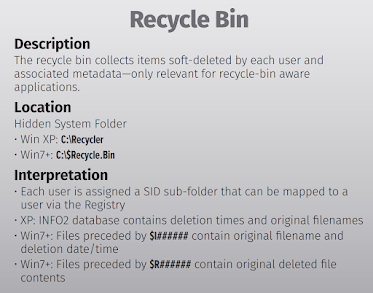 Recycle Bin
Description
The recycle bin collects items soft-deleted by each user and
associated metadata—only relevant for recycle-bin aware
applications.
Location
Hidden System Folder
• Win XP: C:\Recycler
• Win7+: C:\$Recycle.Bin
Interpretation
• Each user is assigned a SID sub-folder that can be mapped to a
user via the Registry
• XP: INFO2 database contains deletion times and original filenames
• Win7+: Files preceded by $I###### contain original filename and
deletion date/time
• Win7+: Files preceded by $R###### contain original deleted file
contents